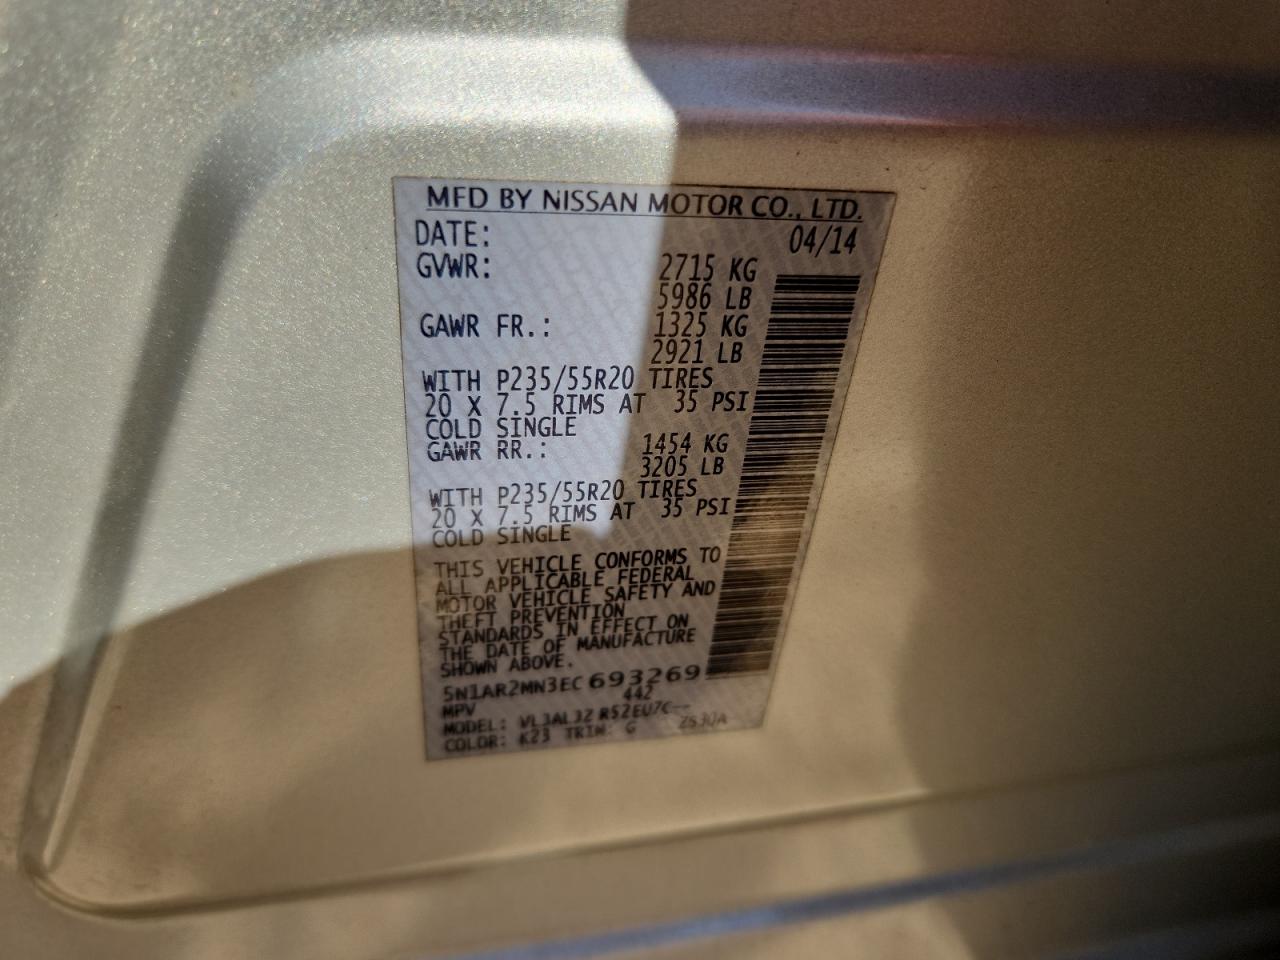 MFD BY NISSAN MOTOR CO., LTD.
DATE: 04/14
GVWR: 2715 KG
5986 LB
GAWR FR.: 1325 KG
2921 LB
WITH P235/55R20 TIRES
20 X 7.5 RIMS AT 35 PSI
COLD SINGLE
GAWR RR.: 1454 KG
3205 LB
WITH P235/55R20 TIRES
20 X 7.5 RIMS AT 35 PSI
COLD SINGLE
THIS VEHICLE CONFORMS TO
ALL APPLICABLE FEDERAL
MOTOR VEHICLE SAFETY AND
THEFT PREVENTION
STANDARDS IN EFFECT ON
THE DATE OF MANUFACTURE
SHOWN ABOVE.
5N1AR2MN3EC693269
MPV 442
MODEL: VL3AL3Z R52EU7C--
COLOR: K23 TRIM: G